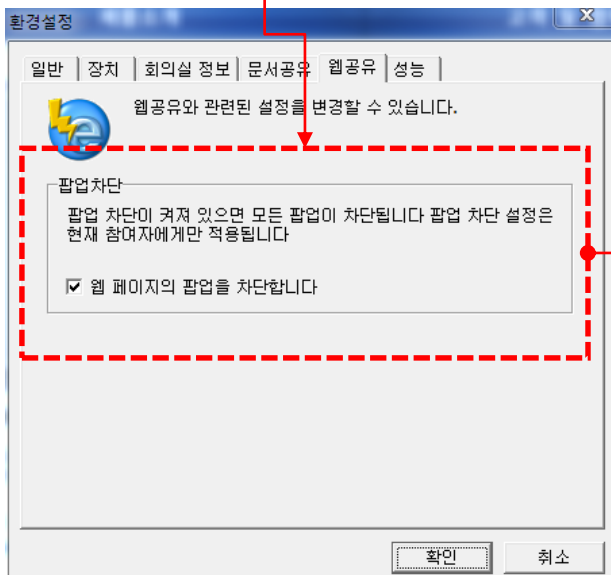 환경설정
일반 장치 회의실 정보 문서공유 웹공유 성능
웹공유와 관련된 설정을 변경할 수 있습니다.
팝업차단
팝업 차단이 켜져 있으면 모든 팝업이 차단됩니다 팝업 차단 설정은
현재 참여자에게만 적용됩니다
웹 페이지의 팝업을 차단합니다
확인 취소